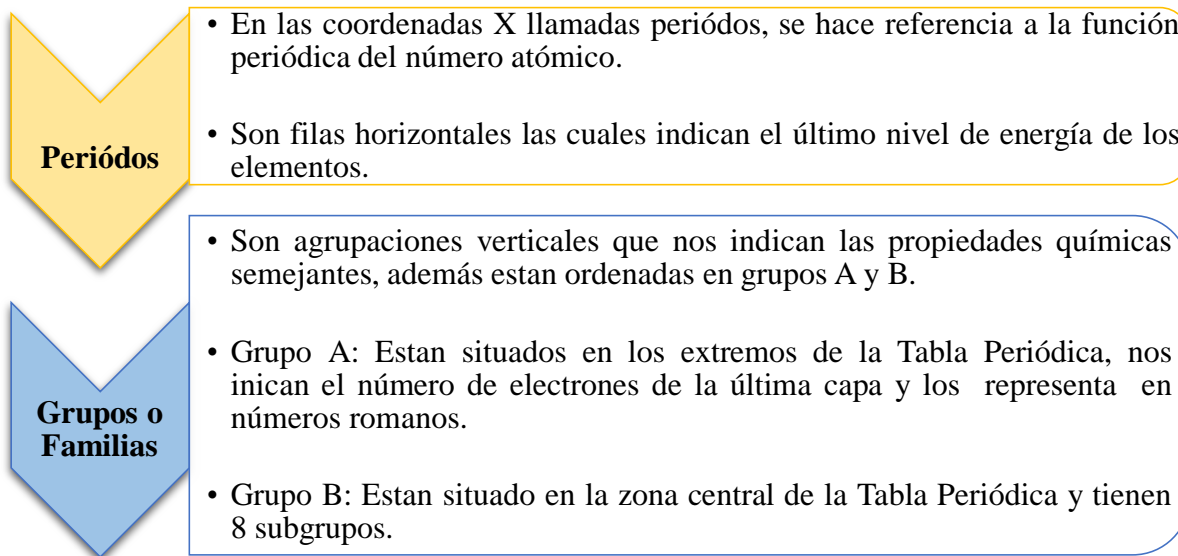 Periódos
• En las coordenadas X llamadas periódos, se hace referencia a la función
periódica del número atómico.
• Son filas horizontales las cuales indican el último nivel de energía de los
elementos.
Grupos o
Familias
• Son agrupaciones verticales que nos indican las propiedades químicas
semejantes, además estan ordenadas en grupos A y B.
• Grupo A: Estan situados en los extremos de la Tabla Periódica, nos
inican el número de electrones de la última capa y los representa en
números romanos.
• Grupo B: Estan situado en la zona central de la Tabla Periódica y tienen
8 subgrupos.